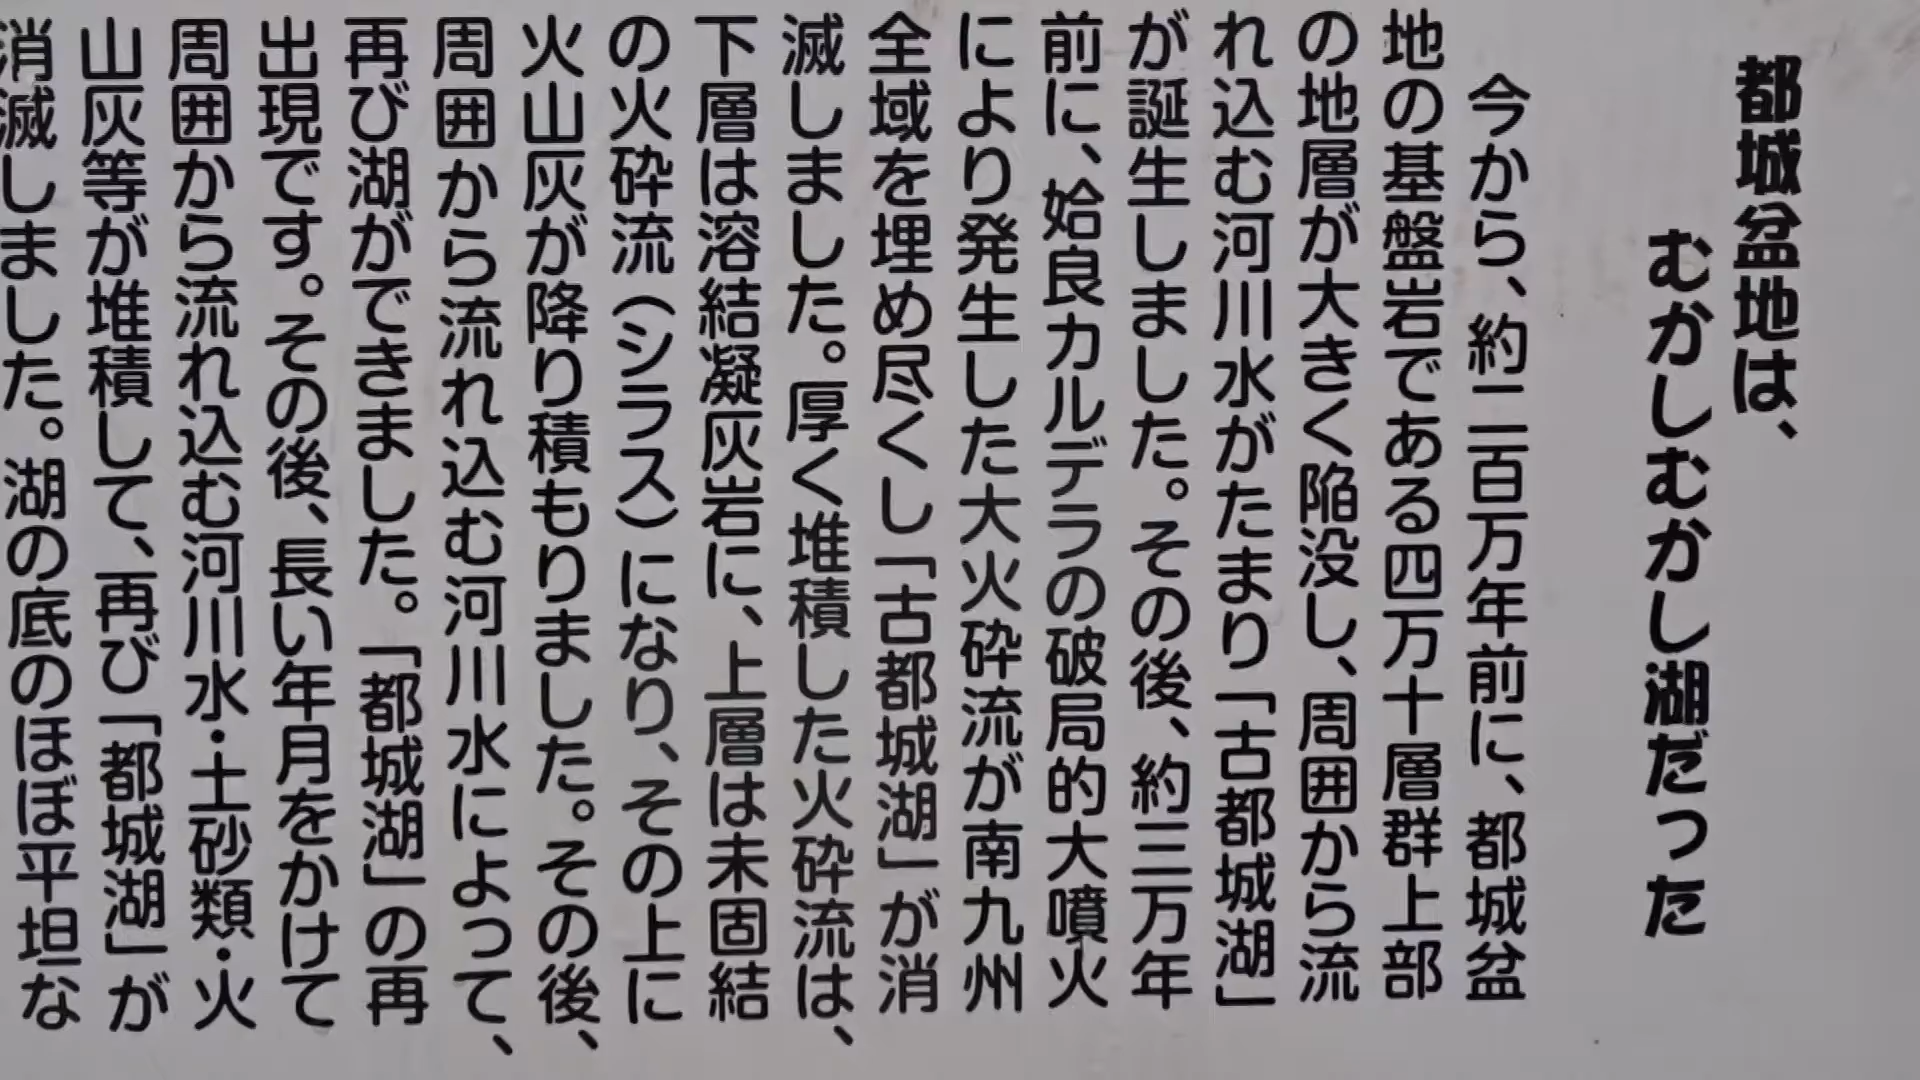 都城盆地は、
むかしむかし湖だった
今から、約二百万年前に、都城盆
地の基盤岩である四万十層群上部
の地層が大きく陥没し、周囲から流
れ込む河川水がたまり「古都城湖」
が誕生しました。その後、約三万年
前に、姶良カルデラの破局的大噴火
により発生した大火砕流が南九州
全域を埋め尽くし「古都城湖」が消
滅しました。厚く堆積した火砕流は、
下層は溶結凝灰岩に、上層は未固結
の火砕流(シラス)になり、その上に
火山灰が降り積もりました。その後、
周囲から流れ込む河川水によって、
再び湖ができました。「都城湖」の再
出現です。その後、長い年月をかけて
周囲から流れ込む河川水・土砂類・火
山灰等が堆積して、再び「都城湖」が
消滅しました。湖の底のほぼ平坦な